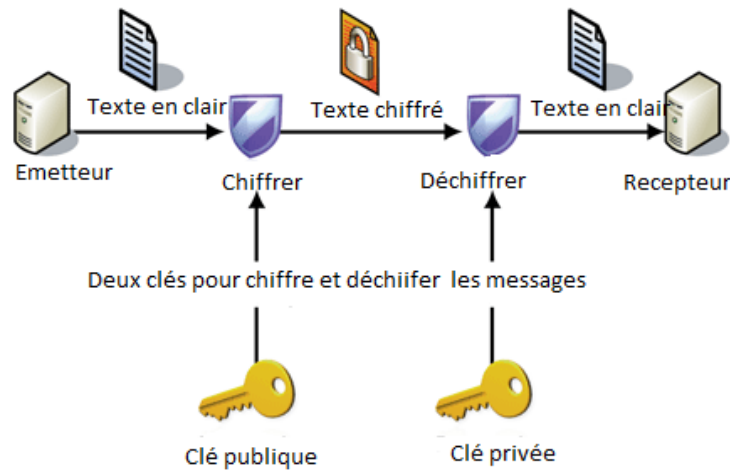 Texte en clair
Texte chiffré
Texte en clair
Emetteur
Chiffrer
Déchiffrer
Recepteur
Deux clés pour chiffre et déchiifer les messages
Clé publique
Clé privée